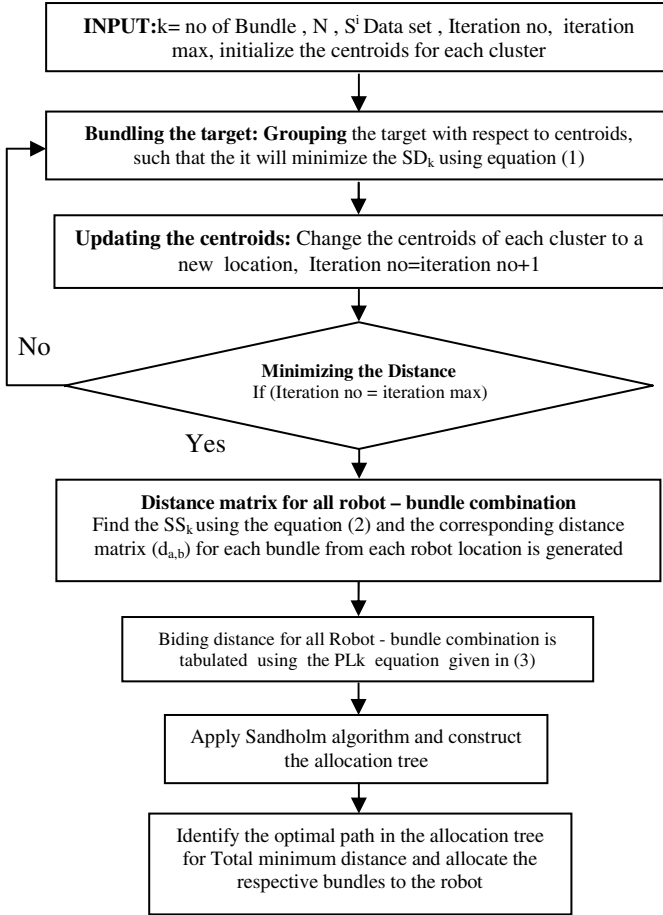 INPUT:k= no of Bundle , N , Sⁱ Data set , Iteration no, iteration
max, initialize the centroids for each cluster
Bundling the target: Grouping the target with respect to centroids,
such that the it will minimize the SDₖ using equation (1)
Updating the centroids: Change the centroids of each cluster to a
new location, Iteration no=iteration no+1
No
Minimizing the Distance
If (Iteration no = iteration max)
Yes
Distance matrix for all robot – bundle combination
Find the SSₖ using the equation (2) and the corresponding distance
matrix (d_{a,b}) for each bundle from each robot location is generated
Biding distance for all Robot - bundle combination is
tabulated using the PLk equation given in (3)
Apply Sandholm algorithm and construct
the allocation tree
Identify the optimal path in the allocation tree
for Total minimum distance and allocate the
respective bundles to the robot